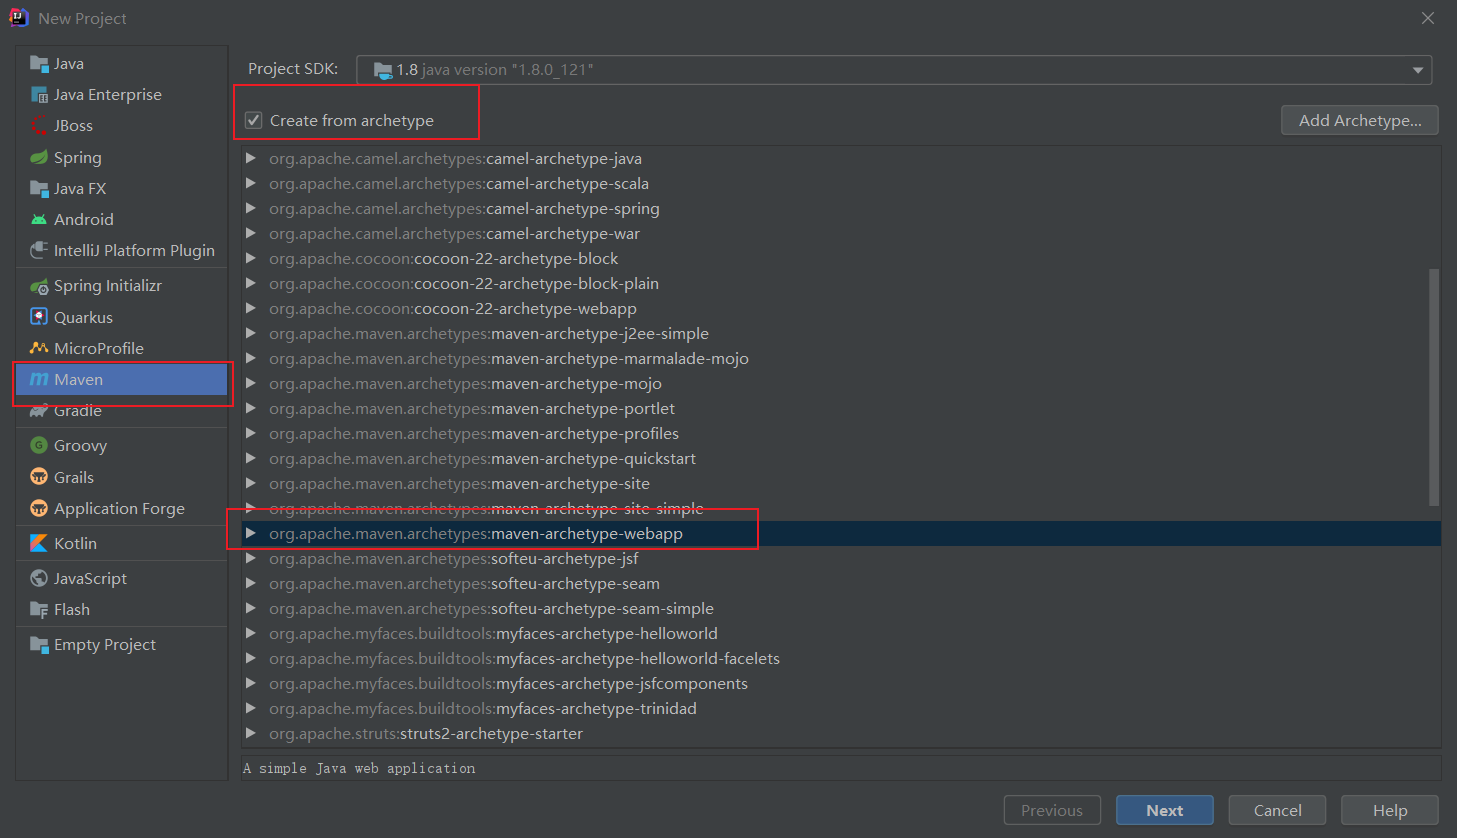 New Project
Java
Java Enterprise
JBoss
Spring
Java FX
Android
IntelliJ Platform Plugin
Spring Initializr
Quarkus
MicroProfile
Maven
Gradle
Groovy
Grails
Application Forge
Kotlin
JavaScript
Flash
Empty Project
Project SDK: 1.8 java version "1.8.0_121"
Create from archetype
Add Archetype...
org.apache.camel.archetypes:camel-archetype-java
org.apache.camel.archetypes:camel-archetype-scala
org.apache.camel.archetypes:camel-archetype-spring
org.apache.camel.archetypes:camel-archetype-war
org.apache.cocoon:cocoon-22-archetype-block
org.apache.cocoon:cocoon-22-archetype-block-plain
org.apache.cocoon:cocoon-22-archetype-webapp
org.apache.maven.archetypes:maven-archetype-j2ee-simple
org.apache.maven.archetypes:maven-archetype-marmalade-mojo
org.apache.maven.archetypes:maven-archetype-mojo
org.apache.maven.archetypes:maven-archetype-portlet
org.apache.maven.archetypes:maven-archetype-profiles
org.apache.maven.archetypes:maven-archetype-quickstart
org.apache.maven.archetypes:maven-archetype-site
org.apache.maven.archetypes:maven-archetype-site-simple
org.apache.maven.archetypes:maven-archetype-webapp
org.apache.maven.archetypes:softeu-archetype-jsf
org.apache.maven.archetypes:softeu-archetype-seam
org.apache.maven.archetypes:softeu-archetype-seam-simple
org.apache.myfaces.buildtools:myfaces-archetype-helloworld
org.apache.myfaces.buildtools:myfaces-archetype-helloworld-facelets
org.apache.myfaces.buildtools:myfaces-archetype-jsfcomponents
org.apache.myfaces.buildtools:myfaces-archetype-trinidad
org.apache.struts:struts2-archetype-starter
A simple Java web application
Previous
Next
Cancel
Help